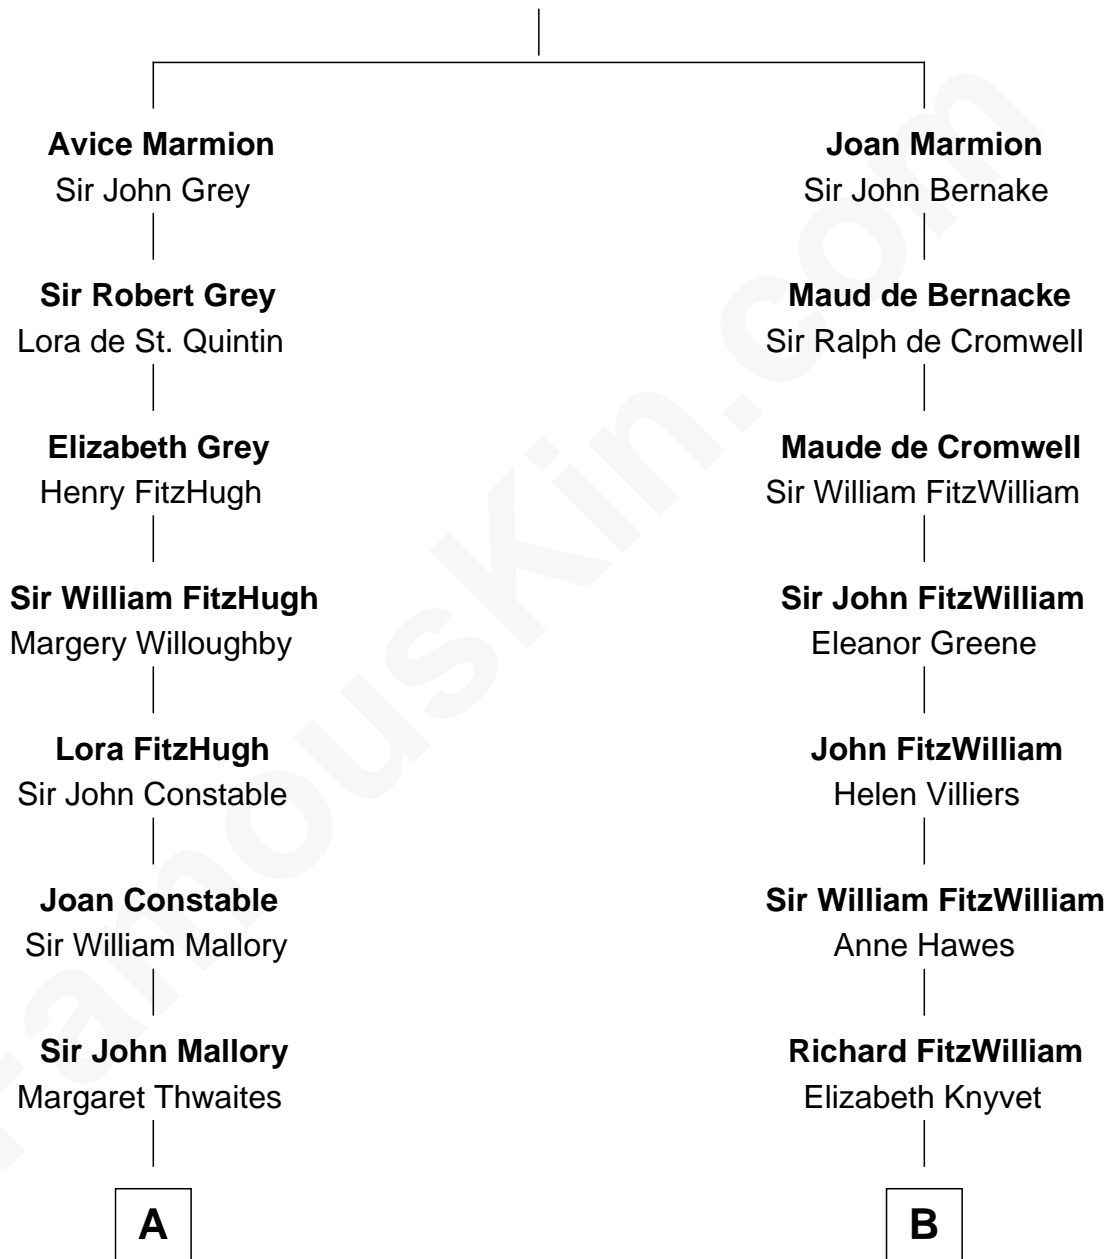 Avice Marmion
Sir John Grey
Sir Robert Grey
Lora de St. Quintin
Elizabeth Grey
Henry FitzHugh
Sir William FitzHugh
Margery Willoughby
Lora FitzHugh
Sir John Constable
Joan Constable
Sir William Mallory
Sir John Mallory
Margaret Thwaites
A
Joan Marmion
Sir John Bernake
Maud de Bernacke
Sir Ralph de Cromwell
Maude de Cromwell
Sir William FitzWilliam
Sir John FitzWilliam
Eleanor Greene
John FitzWilliam
Helen Villiers
Sir William FitzWilliam
Anne Hawes
Richard FitzWilliam
Elizabeth Knyvet
B
FamousKin.com